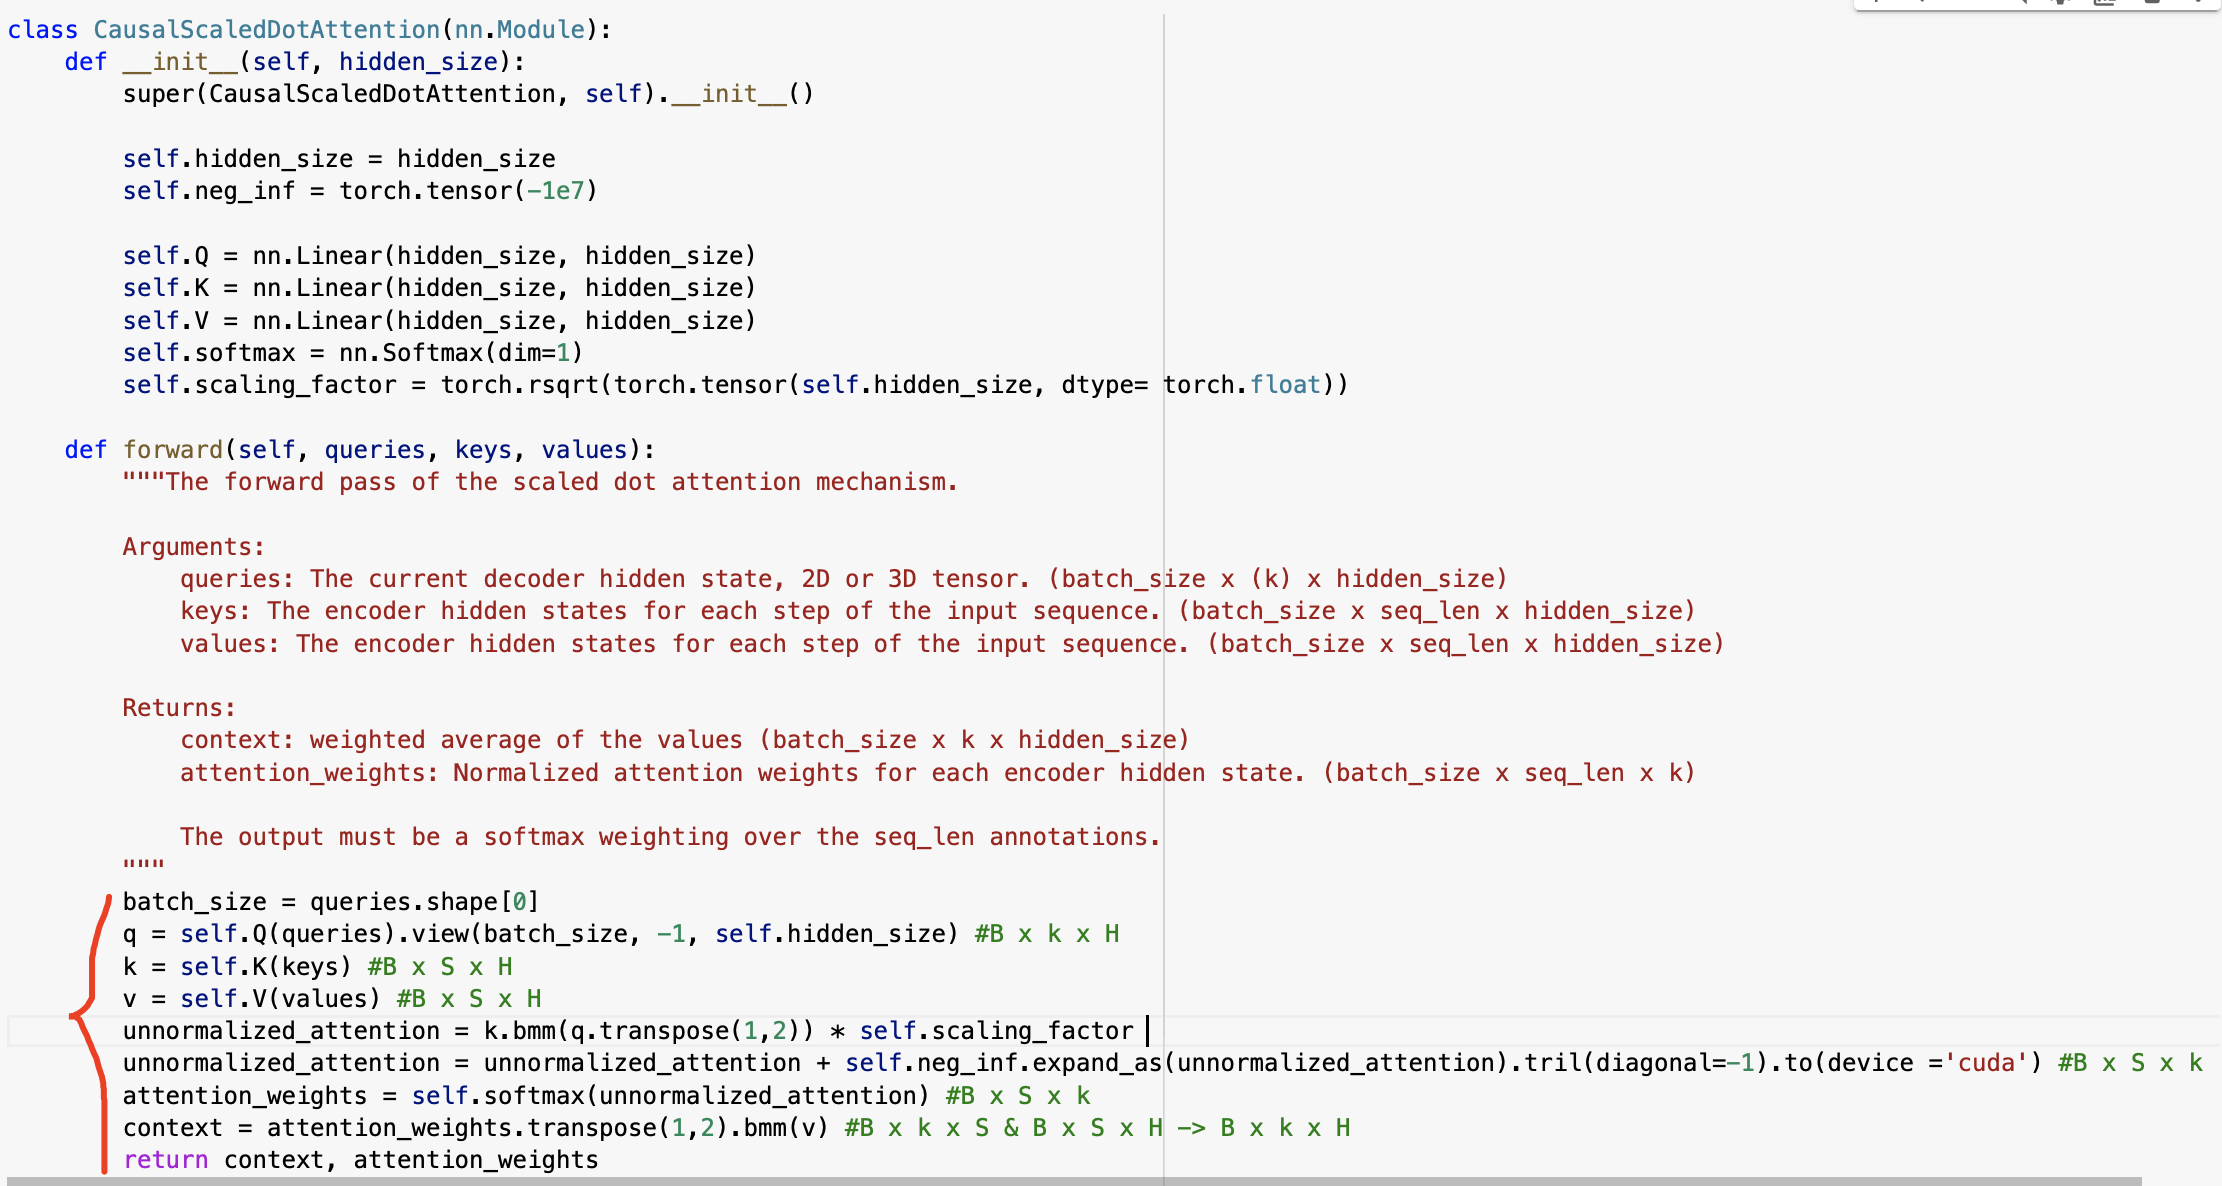 class CausalScaledDotAttention(nn.Module):
    def __init__(self, hidden_size):
        super(CausalScaledDotAttention, self).__init__()

        self.hidden_size = hidden_size
        self.neg_inf = torch.tensor(-1e7)

        self.Q = nn.Linear(hidden_size, hidden_size)
        self.K = nn.Linear(hidden_size, hidden_size)
        self.V = nn.Linear(hidden_size, hidden_size)
        self.softmax = nn.Softmax(dim=1)
        self.scaling_factor = torch.rsqrt(torch.tensor(self.hidden_size, dtype= torch.float))

    def forward(self, queries, keys, values):
        """The forward pass of the scaled dot attention mechanism.

        Arguments:
            queries: The current decoder hidden state, 2D or 3D tensor. (batch_size x (k) x hidden_size)
            keys: The encoder hidden states for each step of the input sequence. (batch_size x seq_len x hidden_size)
            values: The encoder hidden states for each step of the input sequence. (batch_size x seq_len x hidden_size)

        Returns:
            context: weighted average of the values (batch_size x k x hidden_size)
            attention_weights: Normalized attention weights for each encoder hidden state. (batch_size x seq_len x k)

            The output must be a softmax weighting over the seq_len annotations.
        """
        batch_size = queries.shape[0]
        q = self.Q(queries).view(batch_size, -1, self.hidden_size) #B x k x H
        k = self.K(keys) #B x S x H
        v = self.V(values) #B x S x H
        unnormalized_attention = k.bmm(q.transpose(1,2)) * self.scaling_factor
        unnormalized_attention = unnormalized_attention + self.neg_inf.expand_as(unnormalized_attention).tril(diagonal=-1).to(device ='cuda') #B x S x k
        attention_weights = self.softmax(unnormalized_attention) #B x S x k
        context = attention_weights.transpose(1,2).bmm(v) #B x k x S & B x S x H -> B x k x H
        return context, attention_weights